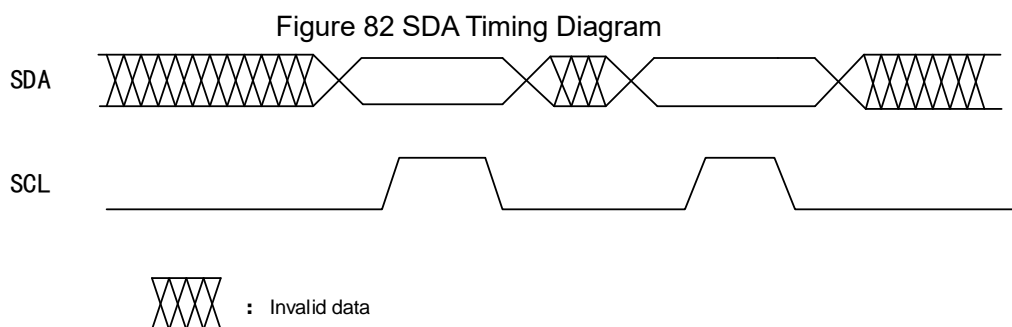 Figure 82 SDA Timing Diagram
SDA
SCL
: Invalid data